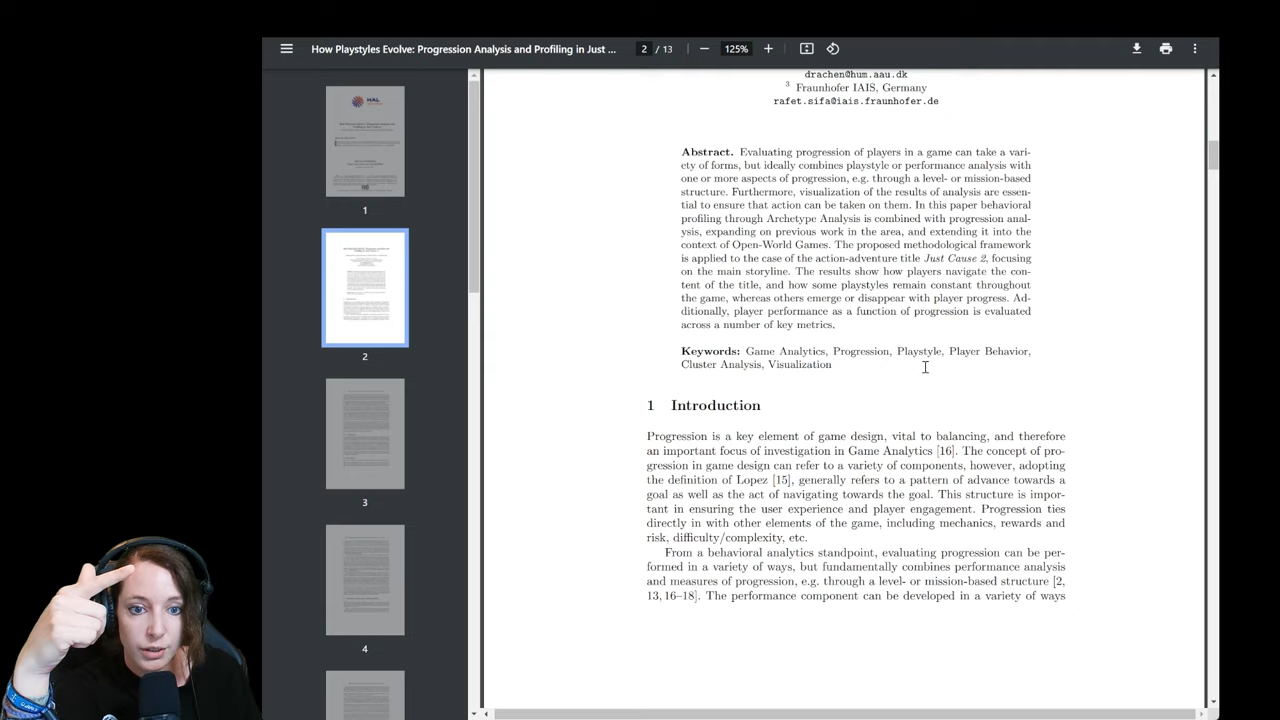 How Playstyles Evolve: Progression Analysis and Profiling in Just ...
2 / 13
125%
1
2
3
4
drachen@hum.aau.dk
3 Fraunhofer IAIS, Germany
rafet.sifa@iais.fraunhofer.de
Abstract. Evaluating progression of players in a game can take a vari-
ety of forms, but ideally combines playstyle or performance analysis with
one or more aspects of progression, e.g. through a level- or mission-based
structure. Furthermore, visualization of the results of analysis are essen-
tial to ensure that action can be taken on them. In this paper behavioral
profiling through Archetype Analysis is combined with progression anal-
ysis, expanding on previous work in the area, and extending it into the
context of Open-World Games. The proposed methodological framework
is applied to the case of the action-adventure title Just Cause 2, focusing
on the main storyline. The results show how players navigate the con-
tent of the title, and how some playstyles remain constant throughout
the game, whereas others emerge or disappear with player progress. Ad-
ditionally, player performance as a function of progression is evaluated
across a number of key metrics.
Keywords: Game Analytics, Progression, Playstyle, Player Behavior,
Cluster Analysis, Visualization
1 Introduction
Progression is a key element of game design, vital to balancing, and therefore
an important focus of investigation in Game Analytics [16]. The concept of pro-
gression in game design can refer to a variety of components, however, adopting
the definition of Lopez [15], generally refers to a pattern of advance towards a
goal as well as the act of navigating towards the goal. This structure is impor-
tant in ensuring the user experience and player engagement. Progression ties
directly in with other elements of the game, including mechanics, rewards and
risk, difficulty/complexity, etc.
From a behavioral analytics standpoint, evaluating progression can be per-
formed in a variety of ways, but fundamentally combines performance analysis
and measures of progression, e.g. through a level- or mission-based structure [2,
13, 16–18]. The performance component can be developed in a variety of ways